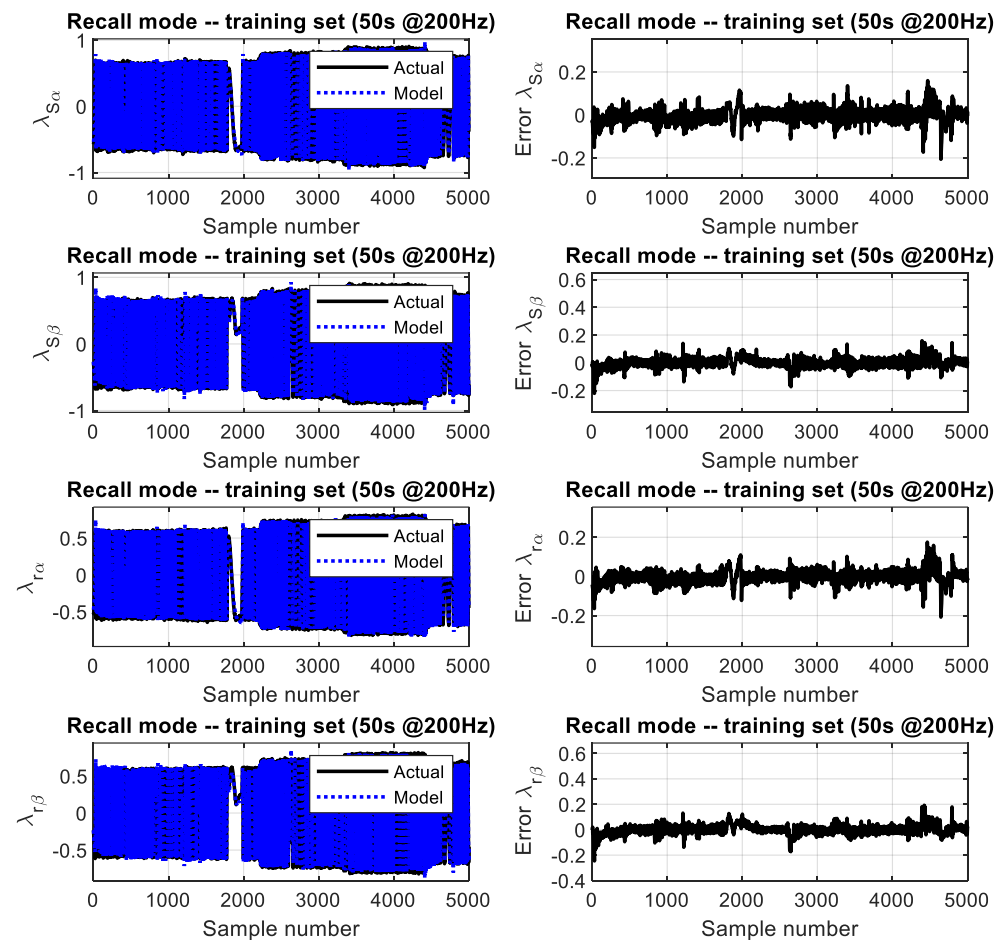 Recall mode -- training set (50s @200Hz)
1
0
-1
λSα
Actual
Model
0 1000 2000 3000 4000 5000
Sample number
Recall mode -- training set (50s @200Hz)
0.2
0
-0.2
Error λSα
0 1000 2000 3000 4000 5000
Sample number
Recall mode -- training set (50s @200Hz)
1
0
-1
λSβ
Actual
Model
0 1000 2000 3000 4000 5000
Sample number
Recall mode -- training set (50s @200Hz)
0.6
0.4
0.2
0
-0.2
Error λSβ
0 1000 2000 3000 4000 5000
Sample number
Recall mode -- training set (50s @200Hz)
0.5
0
-0.5
λrα
Actual
Model
0 1000 2000 3000 4000 5000
Sample number
Recall mode -- training set (50s @200Hz)
0.2
0
-0.2
Error λrα
0 1000 2000 3000 4000 5000
Sample number
Recall mode -- training set (50s @200Hz)
0.5
0
-0.5
λrβ
Actual
Model
0 1000 2000 3000 4000 5000
Sample number
Recall mode -- training set (50s @200Hz)
0.6
0.4
0.2
0
-0.2
-0.4
Error λrβ
0 1000 2000 3000 4000 5000
Sample number